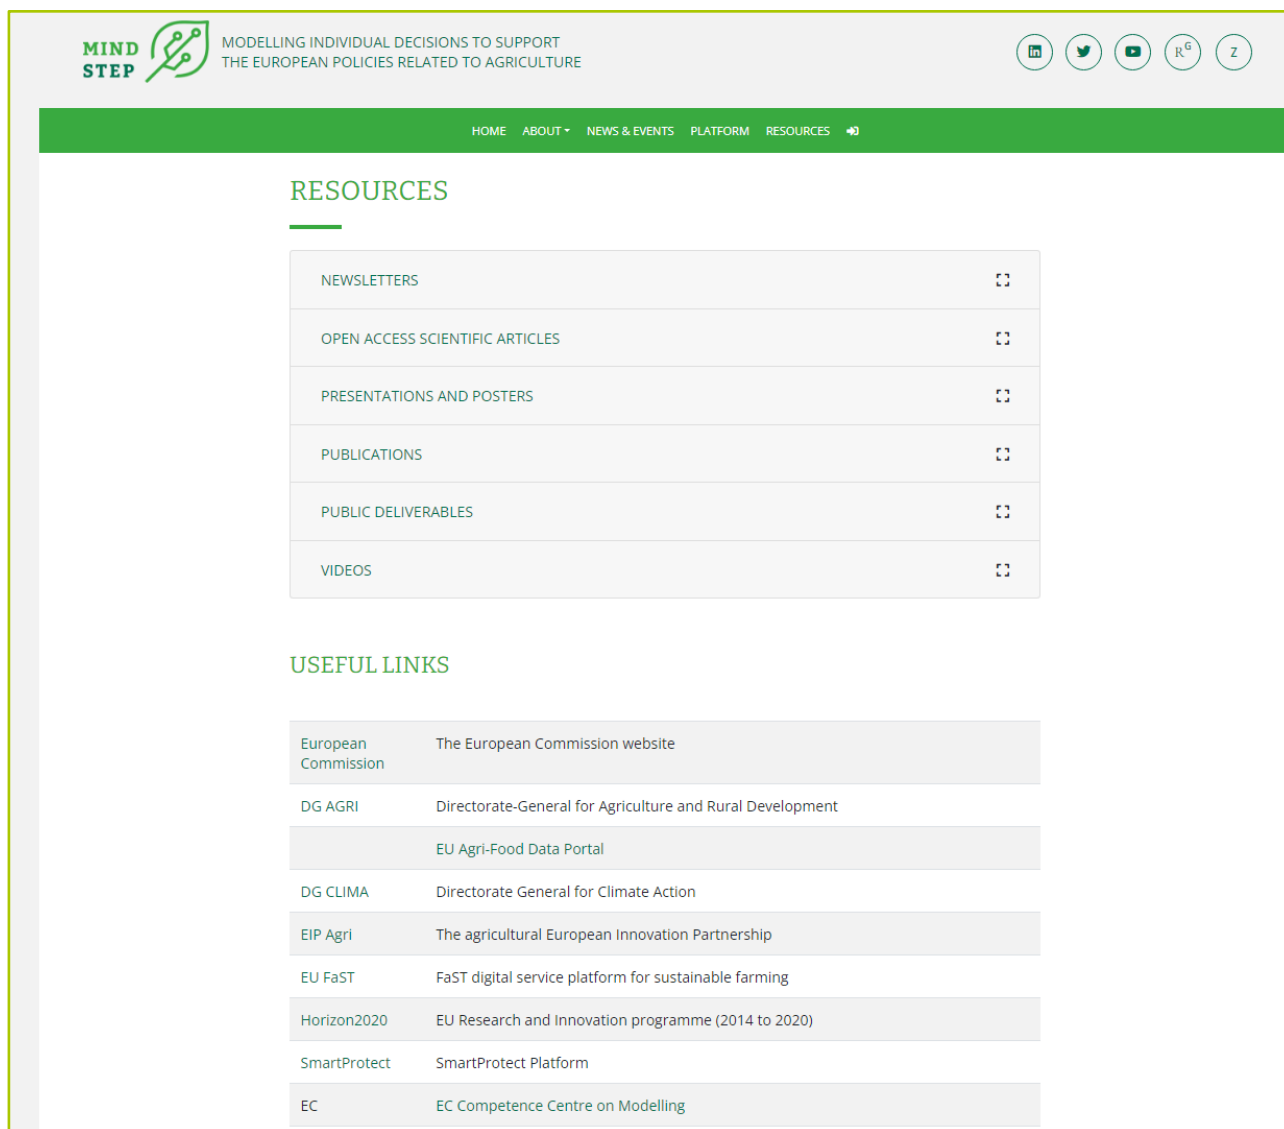 MIND
STEP
MODELLING INDIVIDUAL DECISIONS TO SUPPORT
THE EUROPEAN POLICIES RELATED TO AGRICULTURE
in
R^G
Z
HOME ABOUT NEWS & EVENTS PLATFORM RESOURCES
RESOURCES
NEWSLETTERS
OPEN ACCESS SCIENTIFIC ARTICLES
PRESENTATIONS AND POSTERS
PUBLICATIONS
PUBLIC DELIVERABLES
VIDEOS
USEFUL LINKS
European Commission The European Commission website
DG AGRI Directorate-General for Agriculture and Rural Development
EU Agri-Food Data Portal
DG CLIMA Directorate General for Climate Action
EIP Agri The agricultural European Innovation Partnership
EU FaST FaST digital service platform for sustainable farming
Horizon2020 EU Research and Innovation programme (2014 to 2020)
SmartProtect SmartProtect Platform
EC EC Competence Centre on Modelling